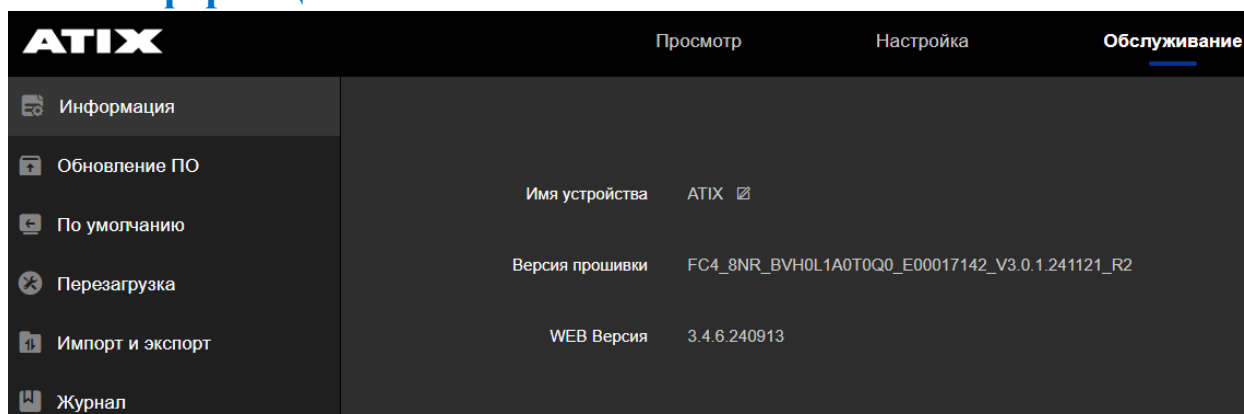 ATIX
Просмотр
Настройка
Обслуживание
Информация
Обновление ПО
По умолчанию
Перезагрузка
Импорт и экспорт
Журнал
Имя устройства ATIX
Версия прошивки FC4_8NR_BVH0L1A0T0Q0_E00017142_V3.0.1.241121_R2
WEB Версия 3.4.6.240913